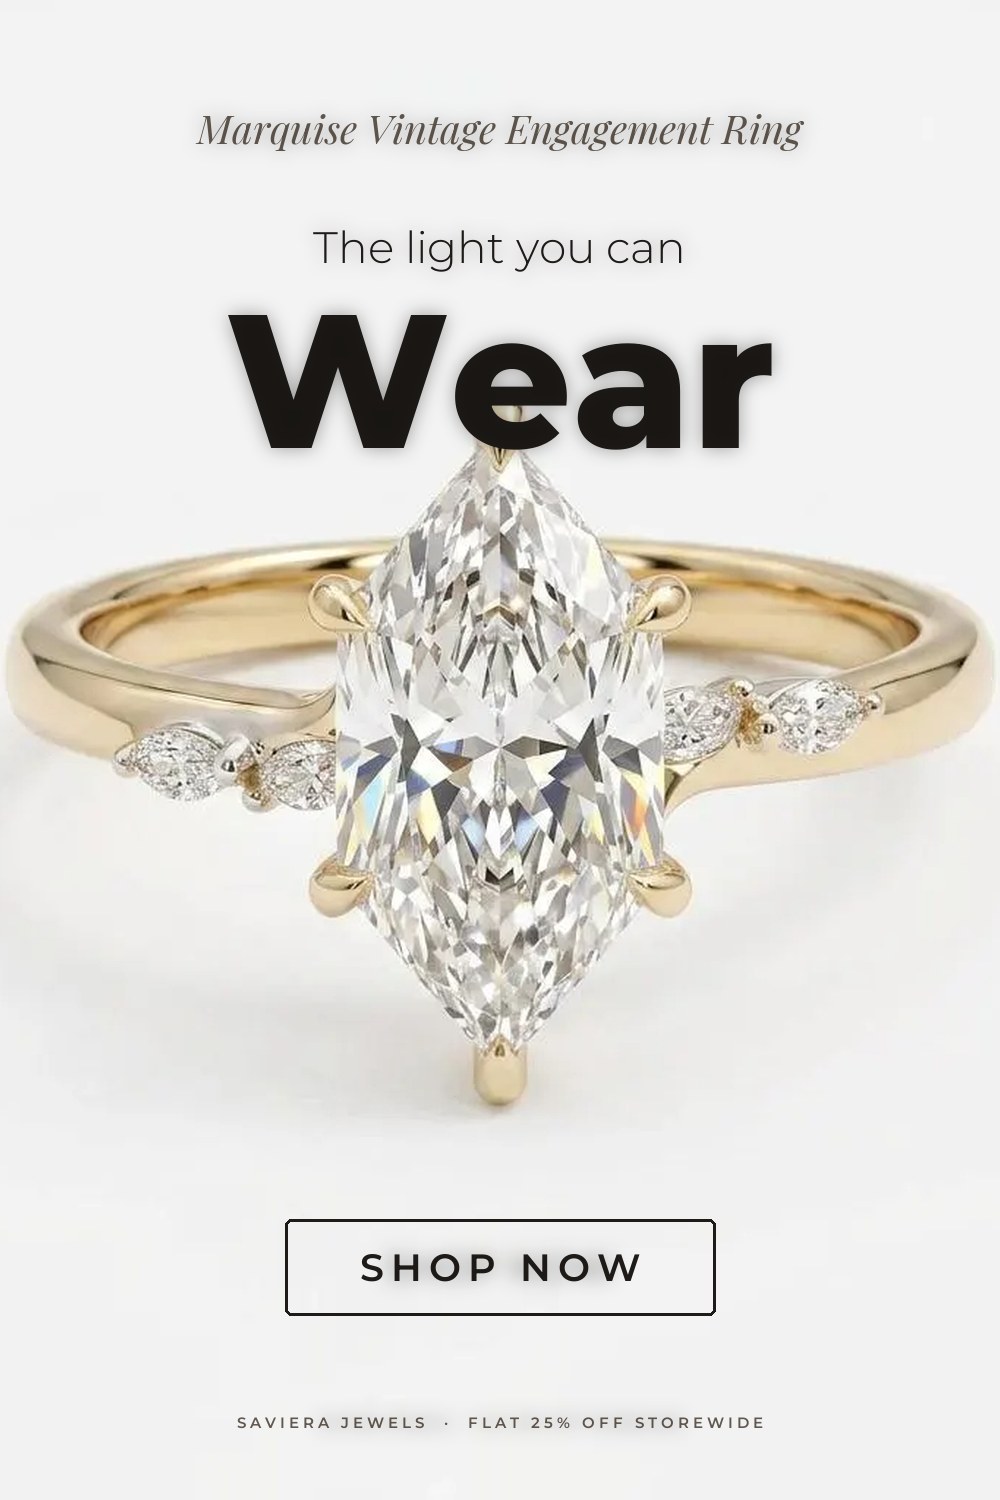 Marquise Vintage Engagement Ring
The light you can
Wear
SHOP NOW
SAVIERA JEWELS · FLAT 25% OFF STOREWIDE